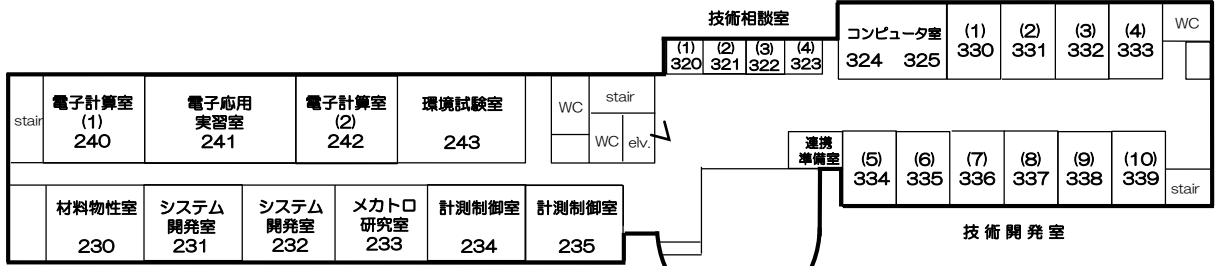 技術相談室
(1) (2) (3) (4)
320 321 322 323
コンピュータ室
324 325
(1)
330
(2)
331
(3)
332
(4)
333
WC
stair
電子計算室
(1)
240
電子応用
実習室
241
電子計算室
(2)
242
環境試験室
243
WC
stair
WC
elv.
連携
準備室
(5)
334
(6)
335
(7)
336
(8)
337
(9)
338
(10)
339
stair
材料物性室
230
システム
開発室
231
システム
開発室
232
メカトロ
研究室
233
計測制御室
234
計測制御室
235
技術開発室